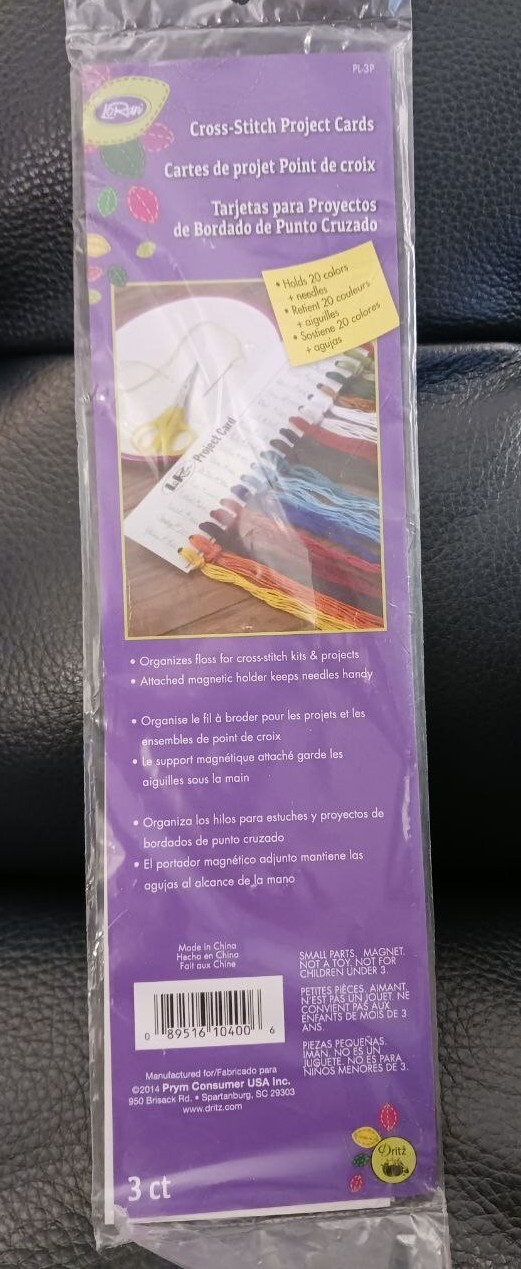 PL-3P
LoRan
Cross-Stitch Project Cards
Cartes de projet Point de croix
Tarjetas para Proyectos
de Bordado de Punto Cruzado
• Holds 20 colors
+ needles
• Retient 20 couleurs
+ aiguilles
• Sostiene 20 colores
+ agujas
Project Card
• Organizes floss for cross-stitch kits & projects
• Attached magnetic holder keeps needles handy
• Organise le fil à broder pour les projets et les
ensembles de point de croix
• Le support magnétique attaché garde les
aiguilles sous la main
• Organiza los hilos para estuches y proyectos de
bordados de punto cruzado
• El portador magnético adjunto mantiene las
agujas al alcance de la mano
Made in China
Hecho en China
Fait aux Chine
0 89516 10400 6
Manufactured for/Fabricado para
©2014 Prym Consumer USA Inc.
950 Brisack Rd. • Spartanburg, SC 29303
www.dritz.com
SMALL PARTS. MAGNET.
NOT A TOY. NOT FOR
CHILDREN UNDER 3.
PETITES PIÈCES. AIMANT.
N'EST PAS UN JOUET. NE
CONVIENT PAS AUX
ENFANTS DE MOIS DE 3
ANS.
PIEZAS PEQUEÑAS.
IMÁN. NO ES UN
JUGUETE. NO ES PARA
NIÑOS MENORES DE 3.
Dritz
3 ct